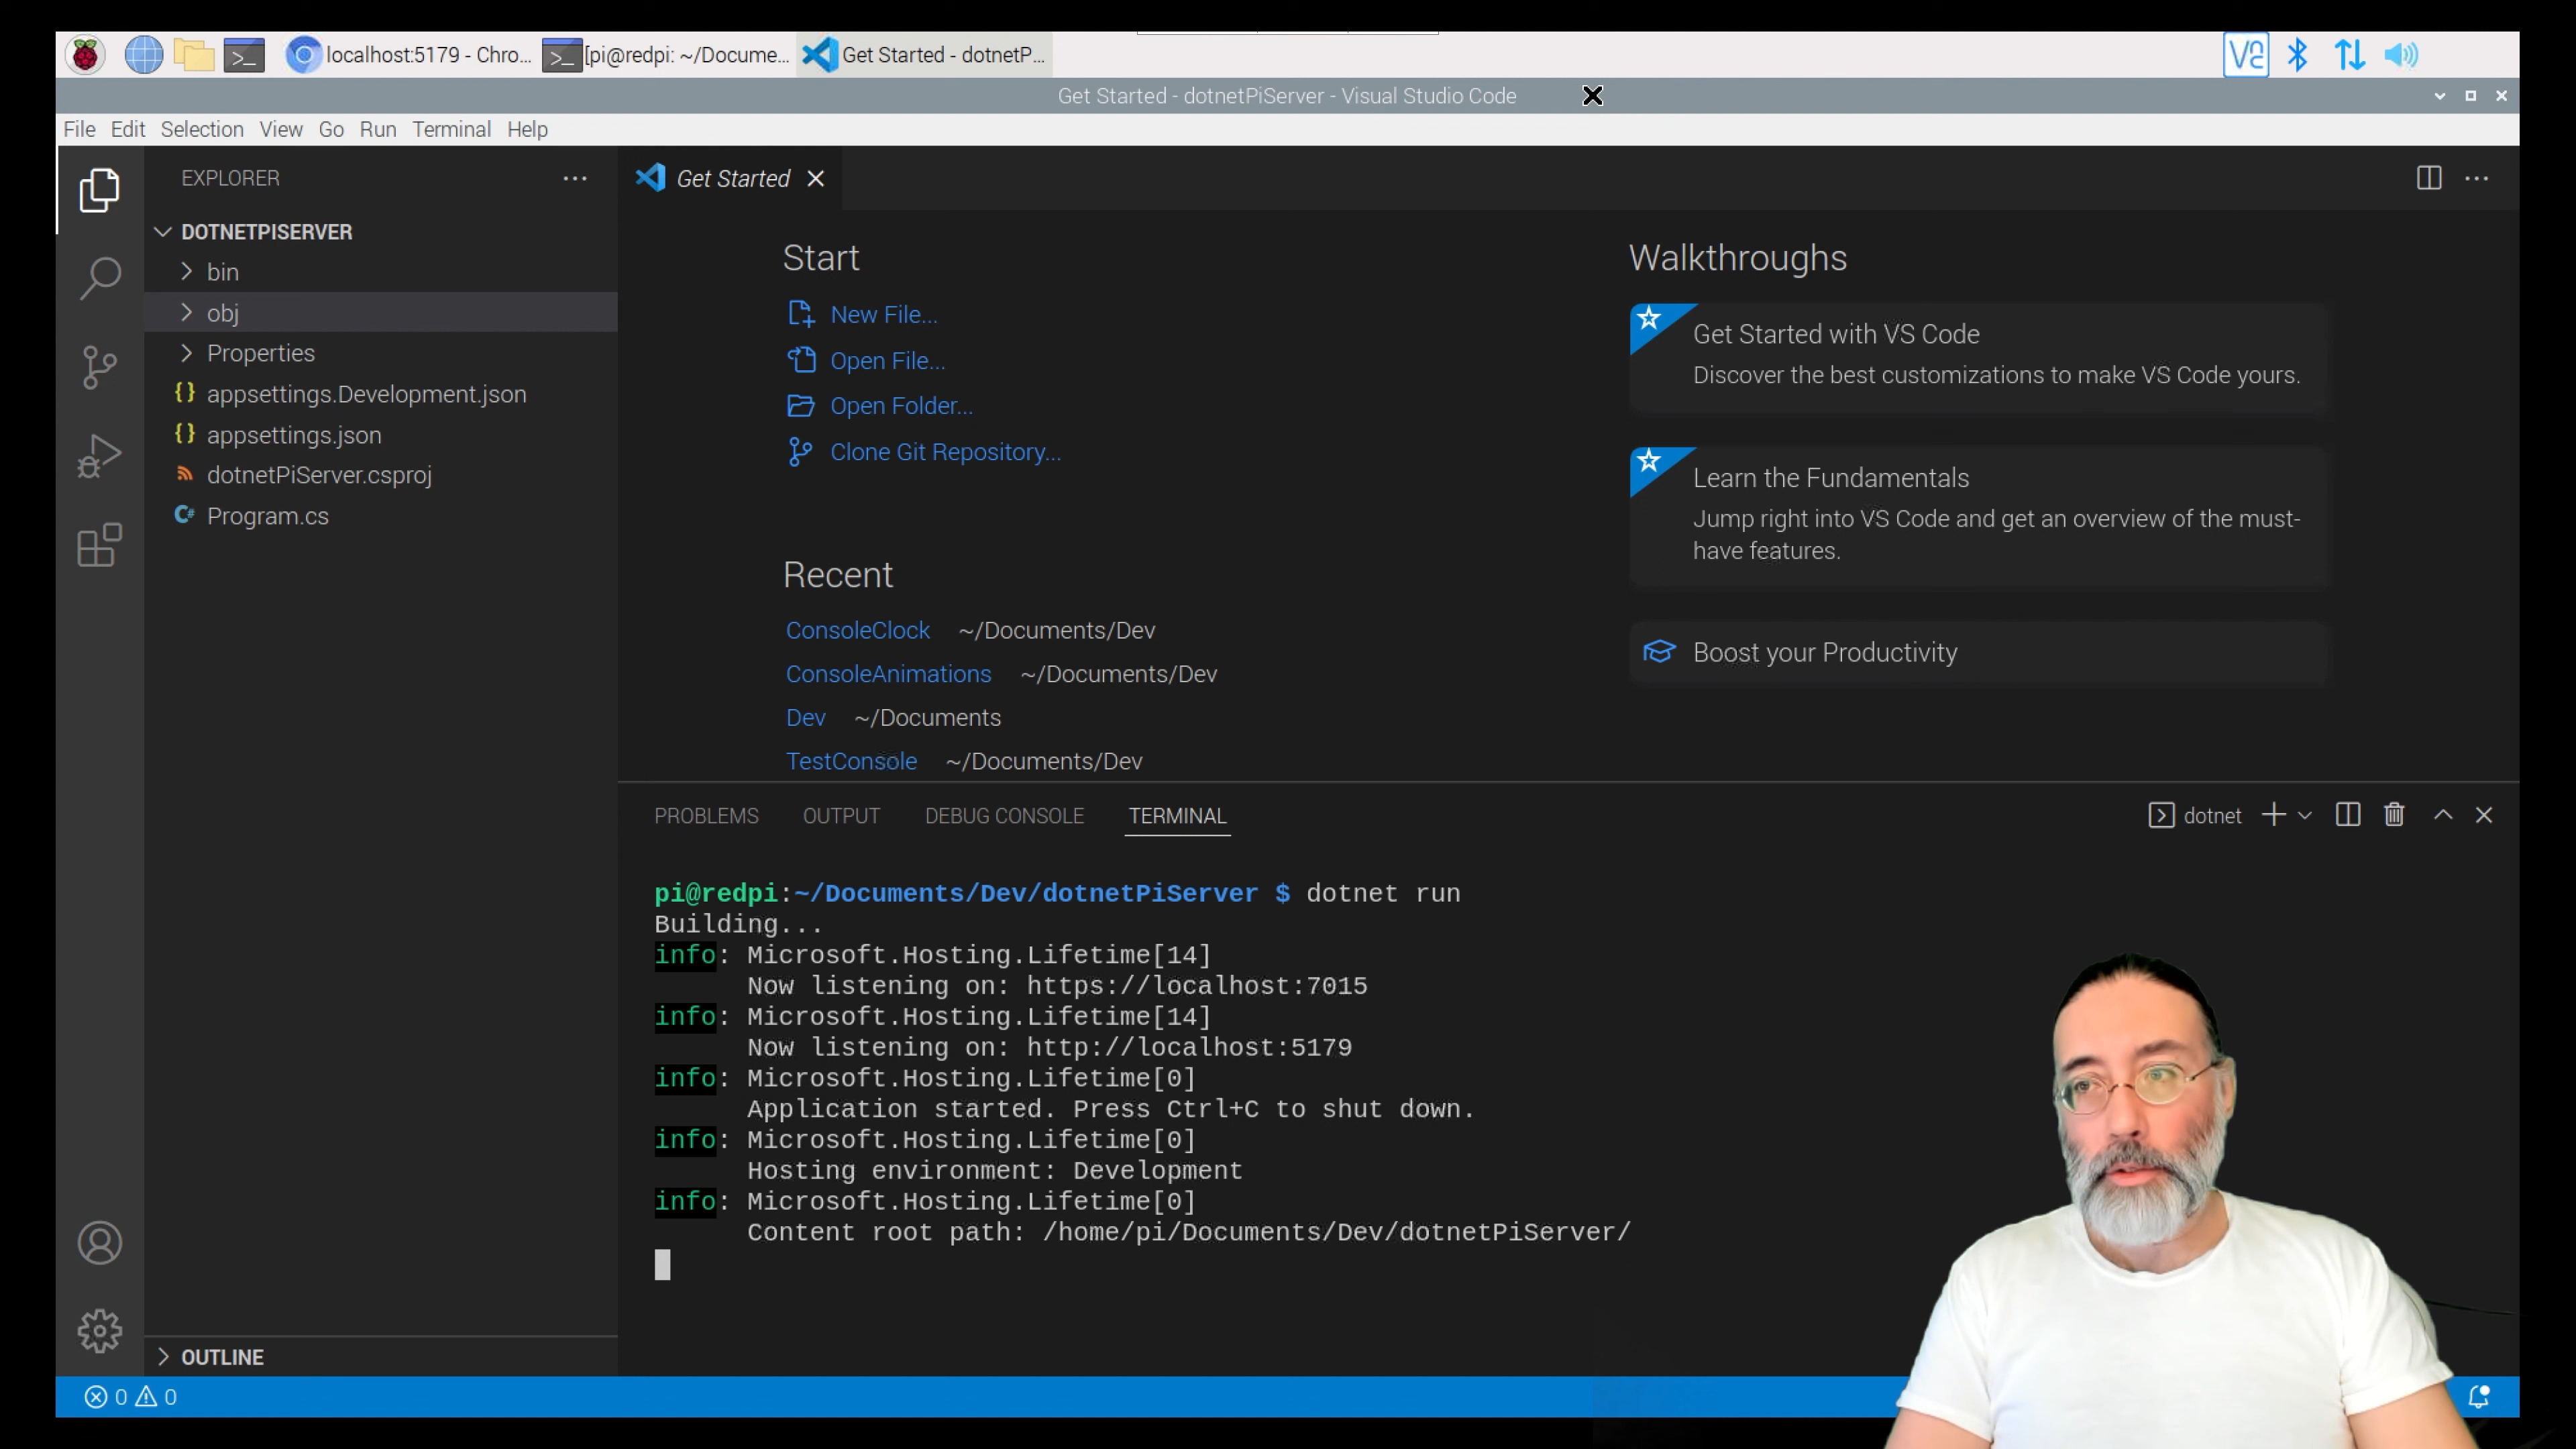 localhost:5179 - Chro...
[pi@redpi: ~/Docume...
Get Started - dotnetP...
Get Started - dotnetPiServer - Visual Studio Code
File Edit Selection View Go Run Terminal Help
EXPLORER
Get Started
DOTNETPISERVER
bin
obj
Properties
appsettings.Development.json
appsettings.json
dotnetPiServer.csproj
Program.cs
OUTLINE
Start
New File...
Open File...
Open Folder...
Clone Git Repository...
Recent
ConsoleClock ~/Documents/Dev
ConsoleAnimations ~/Documents/Dev
Dev ~/Documents
TestConsole ~/Documents/Dev
Walkthroughs
Get Started with VS Code
Discover the best customizations to make VS Code yours.
Learn the Fundamentals
Jump right into VS Code and get an overview of the must-
have features.
Boost your Productivity
PROBLEMS OUTPUT DEBUG CONSOLE TERMINAL
dotnet
pi@redpi:~/Documents/Dev/dotnetPiServer $ dotnet run
Building...
info: Microsoft.Hosting.Lifetime[14]
Now listening on: https://localhost:7015
info: Microsoft.Hosting.Lifetime[14]
Now listening on: http://localhost:5179
info: Microsoft.Hosting.Lifetime[0]
Application started. Press Ctrl+C to shut down.
info: Microsoft.Hosting.Lifetime[0]
Hosting environment: Development
info: Microsoft.Hosting.Lifetime[0]
Content root path: /home/pi/Documents/Dev/dotnetPiServer/
0 0